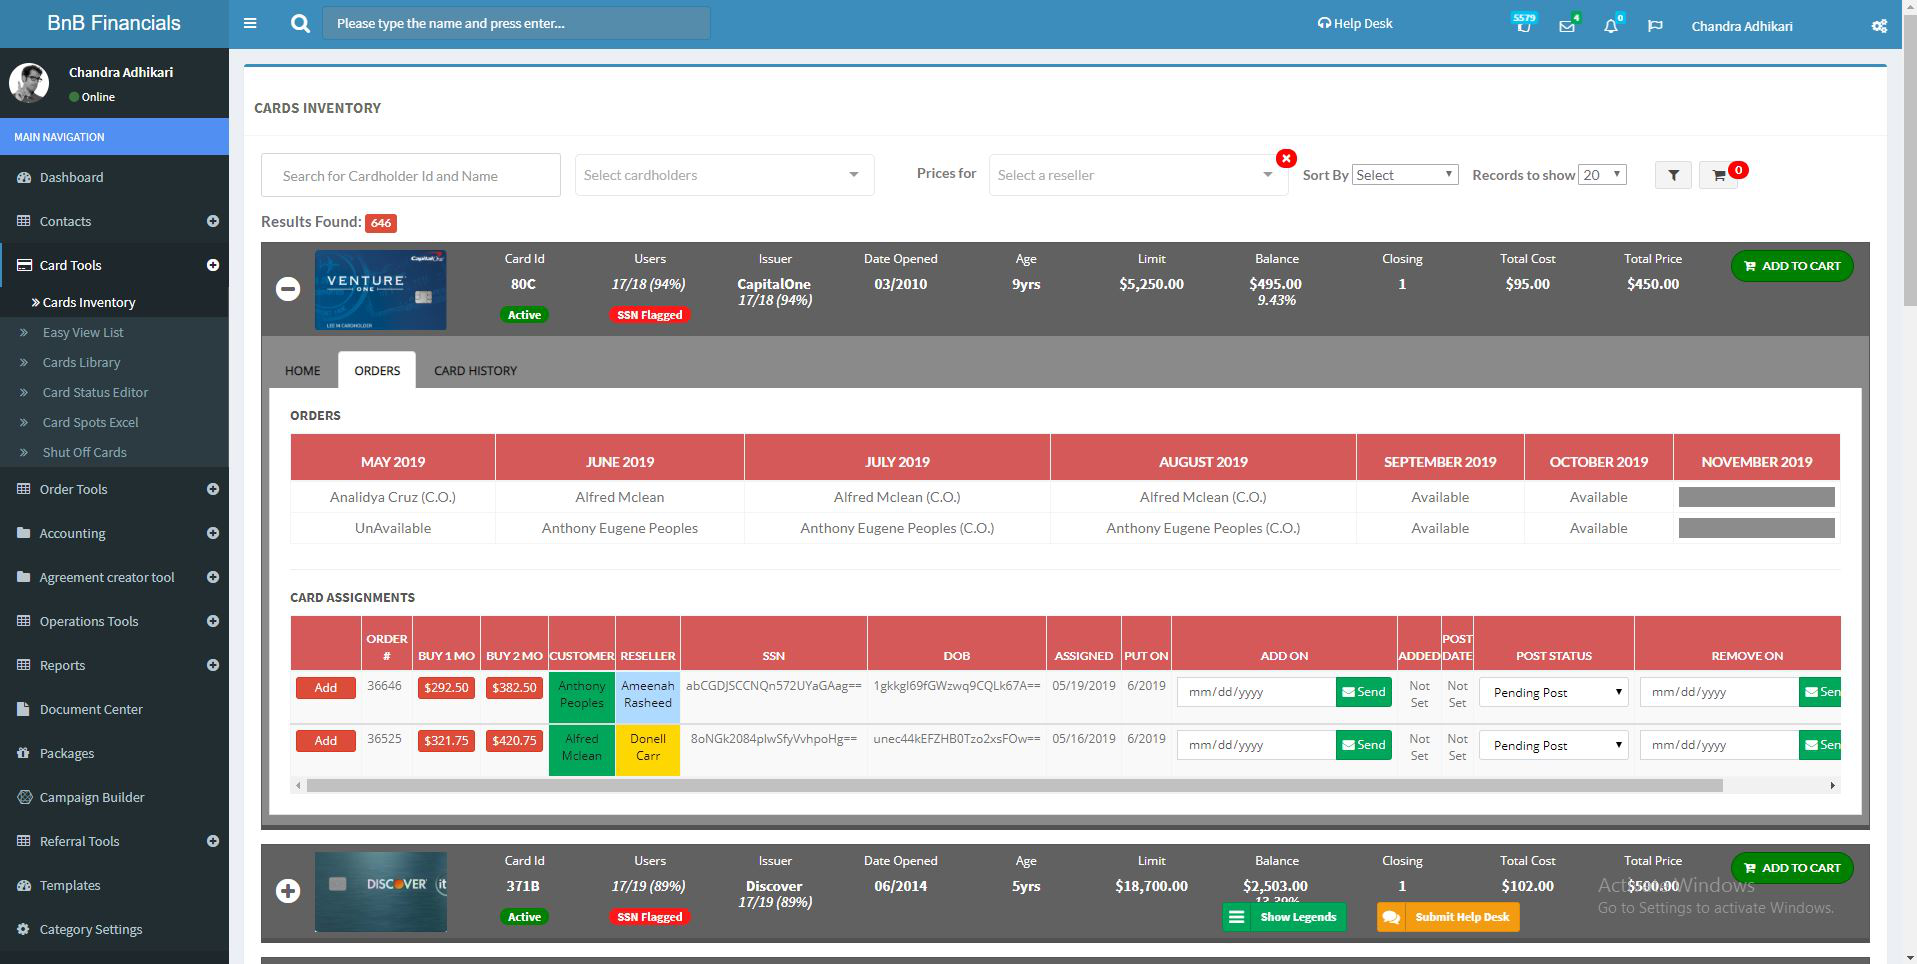 BnB Financials
Please type the name and press enter...
Help Desk
5579
4
0
Chandra Adhikari
Chandra Adhikari
Online
MAIN NAVIGATION
Dashboard
Contacts
Card Tools
Cards Inventory
Easy View List
Cards Library
Card Status Editor
Card Spots Excel
Shut Off Cards
Order Tools
Accounting
Agreement creator tool
Operations Tools
Reports
Document Center
Packages
Campaign Builder
Referral Tools
Templates
Category Settings
CARDS INVENTORY
Search for Cardholder Id and Name
Select cardholders
Prices for
Select a reseller
Sort By Select
Records to show 20
0
Results Found: 646
CapitalOne
VENTURE
ONE
LEE M CARDHOLDER
Card Id Users Issuer Date Opened Age Limit Balance Closing Total Cost Total Price
ADD TO CART
80C 17/18 (94%) CapitalOne 03/2010 9yrs $5,250.00 $495.00 1 $95.00 $450.00
17/18 (94%) 9.43%
Active SSN Flagged
HOME ORDERS CARD HISTORY
ORDERS
MAY 2019 JUNE 2019 JULY 2019 AUGUST 2019 SEPTEMBER 2019 OCTOBER 2019 NOVEMBER 2019
Analidya Cruz (C.O.) Alfred Mclean Alfred Mclean (C.O.) Alfred Mclean (C.O.) Available Available
UnAvailable Anthony Eugene Peoples Anthony Eugene Peoples (C.O.) Anthony Eugene Peoples (C.O.) Available Available
CARD ASSIGNMENTS
ORDER # BUY 1 MO BUY 2 MO CUSTOMER RESELLER SSN DOB ASSIGNED PUT ON ADD ON ADDED POST DATE POST STATUS REMOVE ON
Add 36646 $292.50 $382.50 Anthony Peoples Ameenah Rasheed abCGDJSCCNQn572UYaGAag== 1gkkgI69fGWzwq9CQLk67A== 05/19/2019 6/2019 mm/dd/yyyy Send Not Set Not Set Pending Post mm/dd/yyyy Sen
Add 36525 $321.75 $420.75 Alfred Mclean Donell Carr 8oNGk2084plwSfyVvhpoHg== unec44kEFZHB0Tzo2xsFOw== 05/16/2019 6/2019 mm/dd/yyyy Send Not Set Not Set Pending Post mm/dd/yyyy Sen
DISCOVER it
Card Id Users Issuer Date Opened Age Limit Balance Closing Total Cost Total Price
ADD TO CART
371B 17/19 (89%) Discover 06/2014 5yrs $18,700.00 $2,503.00 1 $102.00 $500.00
17/19 (89%) 13.39%
Active SSN Flagged
Show Legends
Submit Help Desk
Activate Windows
Go to Settings to activate Windows.